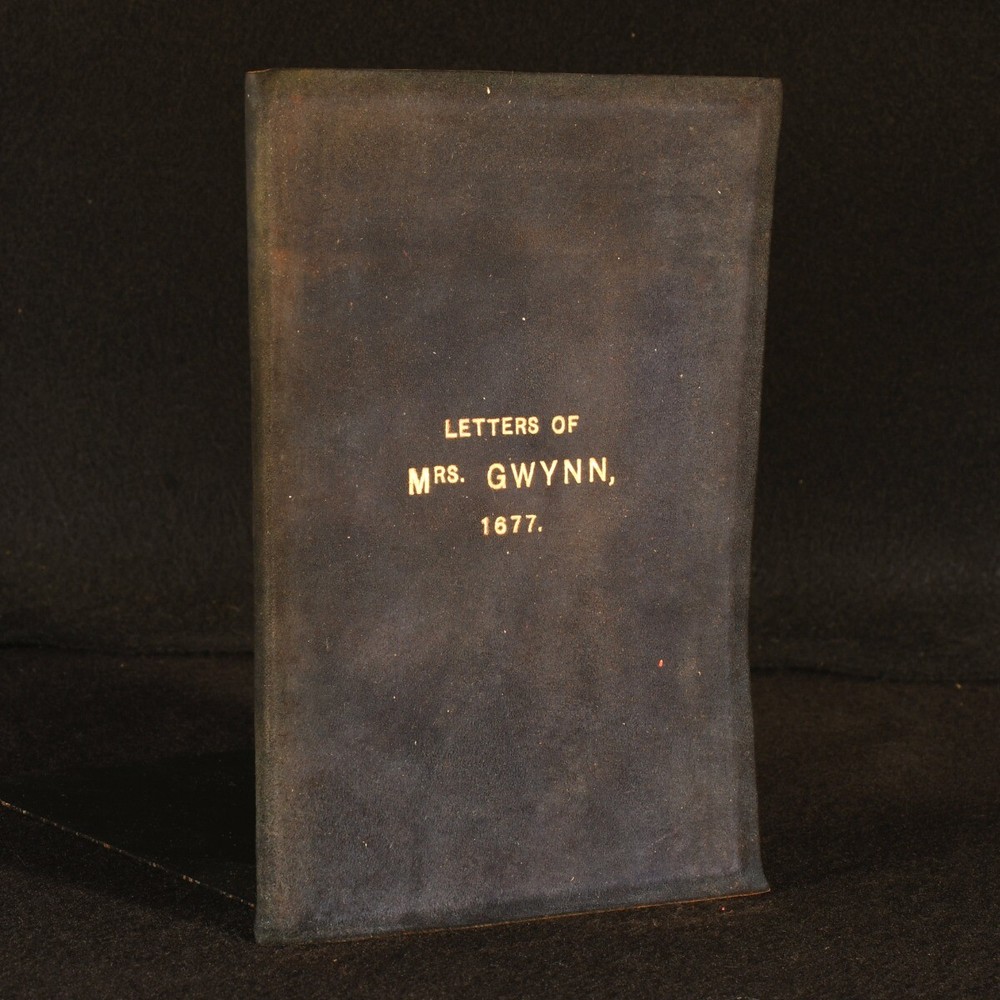 LETTERS OF
MRS. GWYNN,
1677.